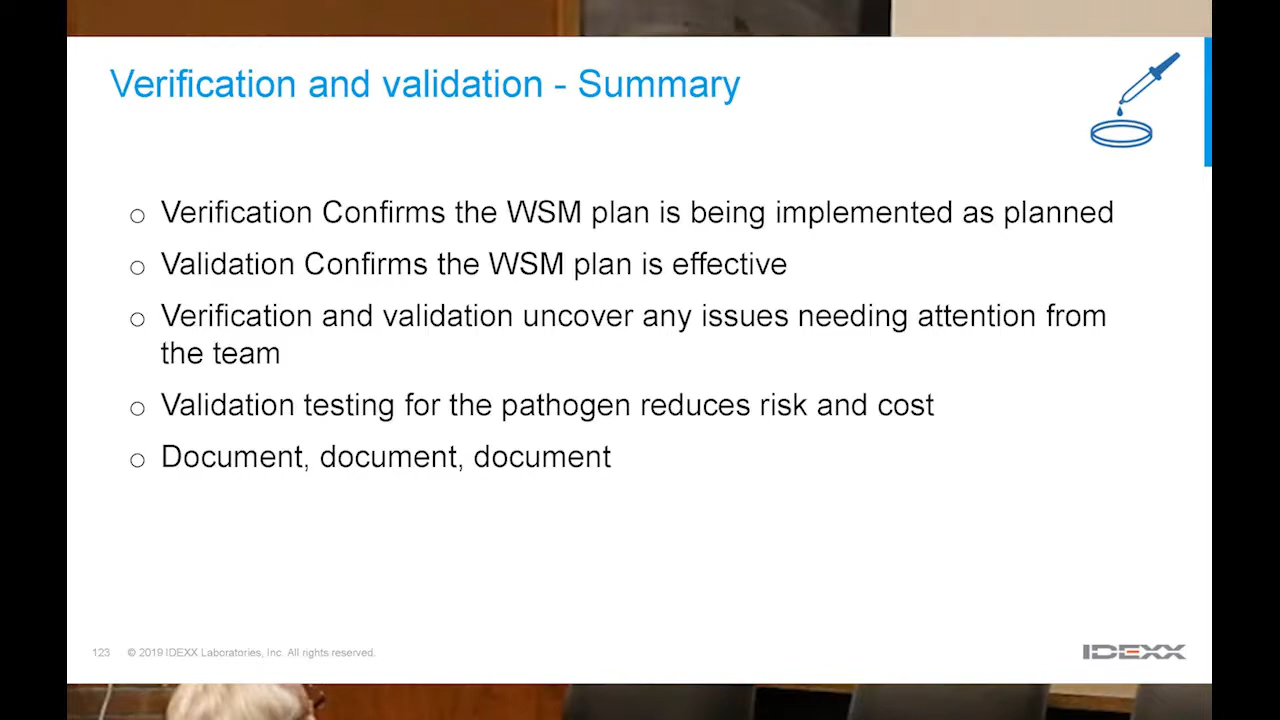 Verification and validation - Summary
○ Verification Confirms the WSM plan is being implemented as planned
○ Validation Confirms the WSM plan is effective
○ Verification and validation uncover any issues needing attention from
the team
○ Validation testing for the pathogen reduces risk and cost
○ Document, document, document
123 © 2019 IDEXX Laboratories, Inc. All rights reserved.
IDEXX